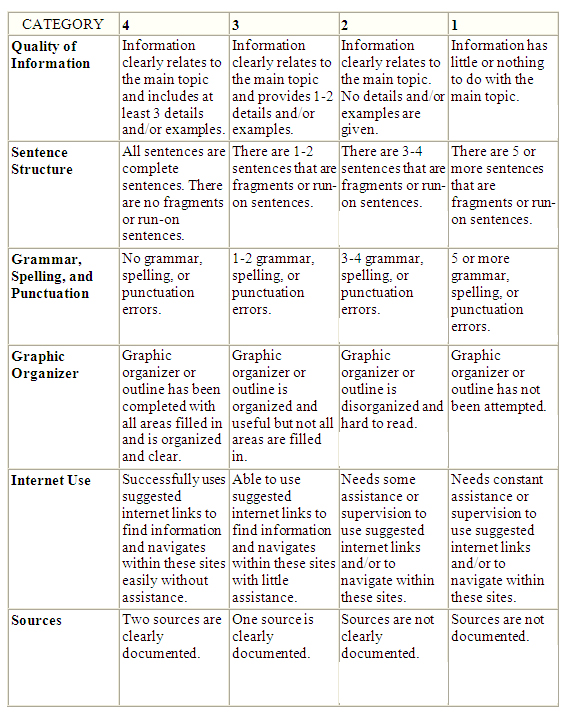 CATEGORY 4 3 2 1
Quality of
Information
Information
clearly relates to
the main topic
and includes at
least 3 details
and/or examples.
Information
clearly relates to
the main topic
and provides 1-2
details and/or
examples.
Information
clearly relates to
the main topic.
No details and/or
examples are
given.
Information has
little or nothing
to do with the
main topic.
Sentence
Structure
All sentences are
complete
sentences. There
are no fragments
or run-on
sentences.
There are 1-2
sentences that are
fragments or run-
on sentences.
There are 3-4
sentences that are
fragments or run-
on sentences.
There are 5 or
more sentences
that are
fragments or run-
on sentences.
Grammar,
Spelling, and
Punctuation
No grammar,
spelling, or
punctuation
errors.
1-2 grammar,
spelling, or
punctuation
errors.
3-4 grammar,
spelling, or
punctuation
errors.
5 or more
grammar,
spelling, or
punctuation
errors.
Graphic
Organizer
Graphic
organizer or
outline has been
completed with
all areas filled in
and is organized
and clear.
Graphic
organizer or
outline is
organized and
useful but not all
areas are filled
in.
Graphic
organizer or
outline is
disorganized and
hard to read.
Graphic
organizer or
outline has not
been attempted.
Internet Use
Successfully uses
suggested
internet links to
find information
and navigates
within these sites
easily without
assistance.
Able to use
suggested
internet links to
find information
and navigates
within these sites
with little
assistance.
Needs some
assistance or
supervision to
use suggested
internet links
and/or to
navigate within
these sites.
Needs constant
assistance or
supervision to
use suggested
internet links
and/or to
navigate within
these sites.
Sources
Two sources are
clearly
documented.
One source is
clearly
documented.
Sources are not
clearly
documented.
Sources are not
documented.